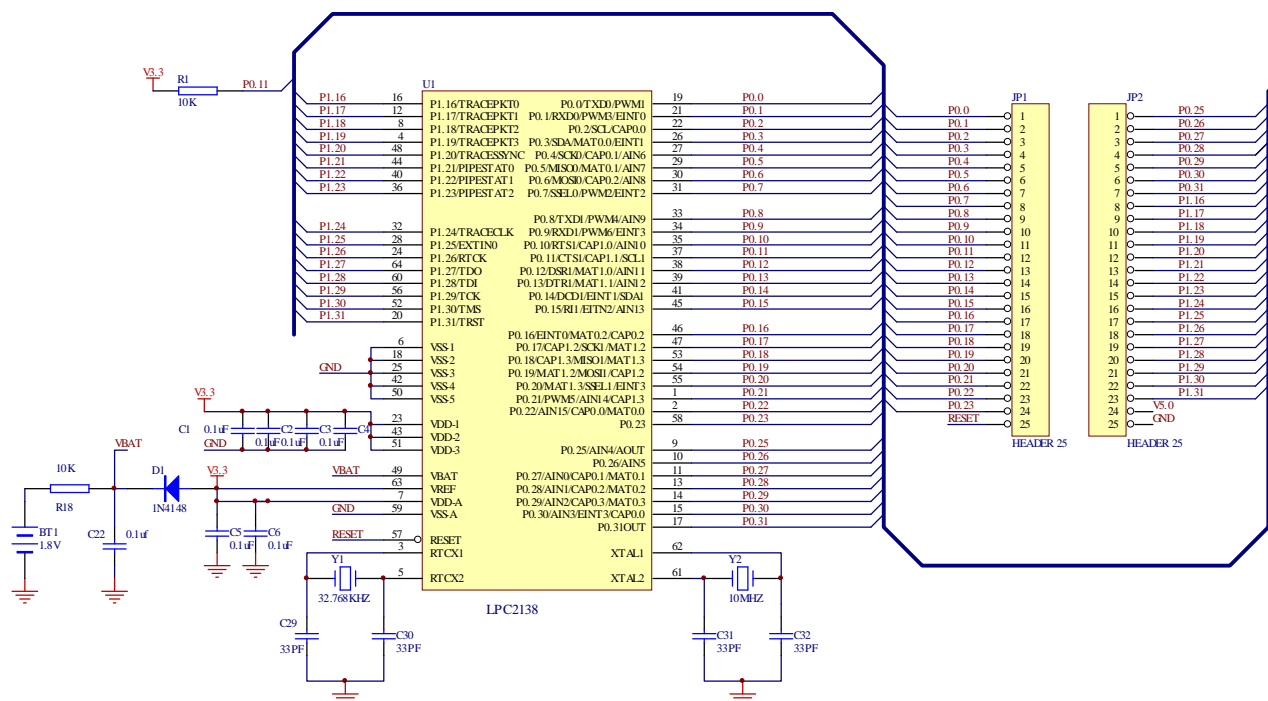 V3.3
R1
10K
P0.11
U1
P1.16 16 P1.16/TRACEPKT0 P0.0/TXD0/PWM1 19 P0.0
P1.17 12 P1.17/TRACEPKT1 P0.1/RXD0/PWM3/EINT0 21 P0.1
P1.18 8 P1.18/TRACEPKT2 P0.2/SCL/CAP0.0 22 P0.2
P1.19 4 P1.19/TRACEPKT3 P0.3/SDA/MAT0.0/EINT1 26 P0.3
P1.20 48 P1.20/TRACESSYNC P0.4/SCK0/CAP0.1/AIN6 27 P0.4
P1.21 44 P1.21/PIPESTAT0 P0.5/MISO0/MAT0.1/AIN7 29 P0.5
P1.22 40 P1.22/PIPESTAT1 P0.6/MOSI0/CAP0.2/AIN8 30 P0.6
P1.23 36 P1.23/PIPESTAT2 P0.7/SSEL0/PWM2/EINT2 31 P0.7
P0.8/TXD1/PWM4/AIN9 33 P0.8
P1.24 32 P1.24/TRACECLK P0.9/RXD1/PWM6/EINT3 34 P0.9
P1.25 28 P1.25/EXTIN0 P0.10/RTS1/CAP1.0/AIN10 35 P0.10
P1.26 24 P1.26/RTCK P0.11/CTS1/CAP1.1/SCL1 37 P0.11
P1.27 64 P1.27/TDO P0.12/DSR1/MAT1.0/AIN11 38 P0.12
P1.28 60 P1.28/TDI P0.13/DTR1/MAT1.1/AIN12 39 P0.13
P1.29 56 P1.29/TCK P0.14/DCD1/EINT1/SDA1 41 P0.14
P1.30 52 P1.30/TMS P0.15/RI1/EITN2/AIN13 45 P0.15
P1.31 20 P1.31/TRST
P0.16/EINT0/MAT0.2/CAP0.2 46 P0.16
6 VSS-1 P0.17/CAP1.2/SCK1/MAT1.2 47 P0.17
18 VSS-2 P0.18/CAP1.3/MISO1/MAT1.3 53 P0.18
GND 25 VSS-3 P0.19/MAT1.2/MOSI1/CAP1.2 54 P0.19
42 VSS-4 P0.20/MAT1.3/SSEL1/EINT3 55 P0.20
50 VSS-5 P0.21/PWM5/AIN14/CAP1.3 1 P0.21
P0.22/AIN15/CAP0.0/MAT0.0 2 P0.22
V3.3
23 VDD-1 P0.23 58 P0.23
C1 0.1uF C2 C3 C4
0.1uF 0.1uF 0.1uF
43 VDD-2
GND
51 VDD-3 P0.25/AIN4/AOUT 9 P0.25
P0.26/AIN5 10 P0.26
VBAT
VBAT 49 VBAT P0.27/AIN0/CAP0.1/MAT0.1 11 P0.27
63 VREF P0.28/AIN1/CAP0.2/MAT0.2 13 P0.28
7 VDD-A P0.29/AIN2/CAP0.3/MAT0.3 14 P0.29
GND 59 VSS-A P0.30/AIN3/EINT3/CAP0.0 15 P0.30
P0.31OUT 17 P0.31
RESET 57 RESET
3 RTCX1 XTAL1 62
5 RTCX2 XTAL2 61
10K
R18
D1
1N4148
V3.3
BT1
1.8V
C22
0.1uf
C5
0.1uF
C6
0.1uF
Y1
32.768KHZ
C29
33PF
C30
33PF
LPC2138
Y2
10MHZ
C31
33PF
C32
33PF
JP1
P0.0 1
P0.1 2
P0.2 3
P0.3 4
P0.4 5
P0.5 6
P0.6 7
P0.7 8
P0.8 9
P0.9 10
P0.10 11
P0.11 12
P0.12 13
P0.13 14
P0.14 15
P0.15 16
P0.16 17
P0.17 18
P0.18 19
P0.19 20
P0.20 21
P0.21 22
P0.22 23
P0.23 24
RESET 25
HEADER 25
JP2
1 P0.25
2 P0.26
3 P0.27
4 P0.28
5 P0.29
6 P0.30
7 P0.31
8 P1.16
9 P1.17
10 P1.18
11 P1.19
12 P1.20
13 P1.21
14 P1.22
15 P1.23
16 P1.24
17 P1.25
18 P1.26
19 P1.27
20 P1.28
21 P1.29
22 P1.30
23 P1.31
24 V5.0
25 GND
HEADER 25